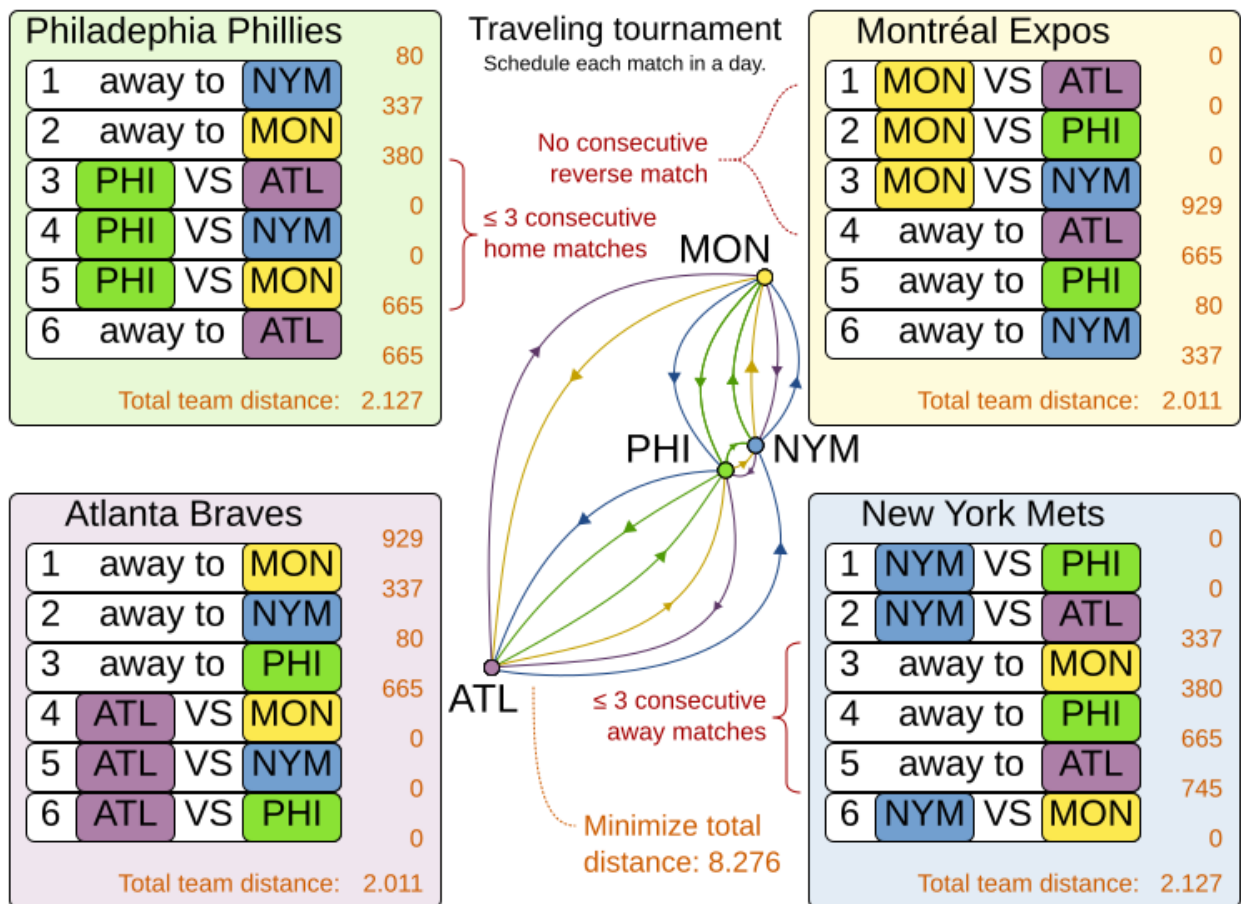 Philadephia Phillies
80
1 away to NYM
337
2 away to MON
380
3 PHI VS ATL
0
4 PHI VS NYM
0
5 PHI VS MON
665
6 away to ATL
665
Total team distance: 2.127
Traveling tournament
Schedule each match in a day.
No consecutive
reverse match
≤ 3 consecutive
home matches
Montréal Expos
0
1 MON VS ATL
0
2 MON VS PHI
0
3 MON VS NYM
929
4 away to ATL
665
5 away to PHI
80
6 away to NYM
337
Total team distance: 2.011
MON
PHI
NYM
ATL
Atlanta Braves
929
1 away to MON
337
2 away to NYM
80
3 away to PHI
665
4 ATL VS MON
0
5 ATL VS NYM
0
6 ATL VS PHI
0
Total team distance: 2.011
≤ 3 consecutive
away matches
Minimize total
distance: 8.276
New York Mets
0
1 NYM VS PHI
0
2 NYM VS ATL
337
3 away to MON
380
4 away to PHI
665
5 away to ATL
745
6 NYM VS MON
0
Total team distance: 2.127